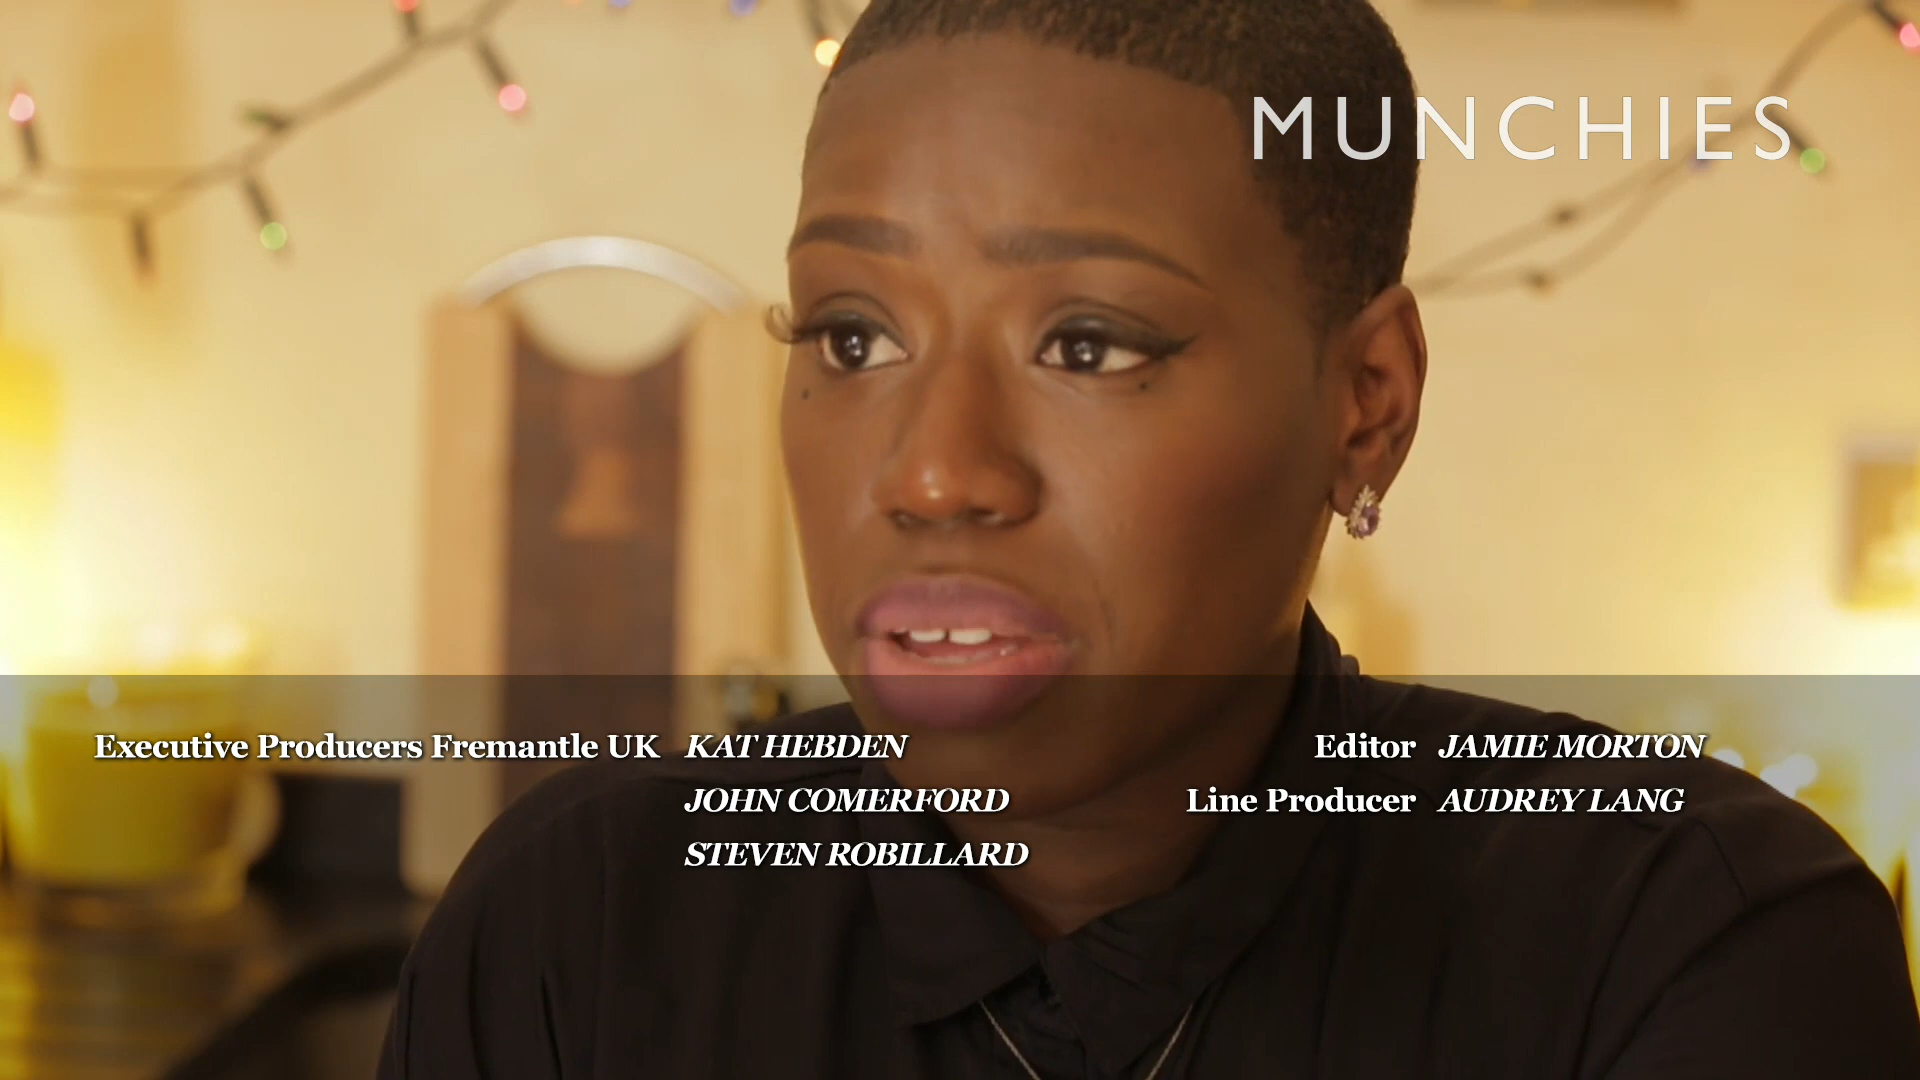 MUNCHIES
Executive Producers Fremantle UK KAT HEBDEN
JOHN COMERFORD
STEVEN ROBILLARD
Editor JAMIE MORTON
Line Producer AUDREY LANG